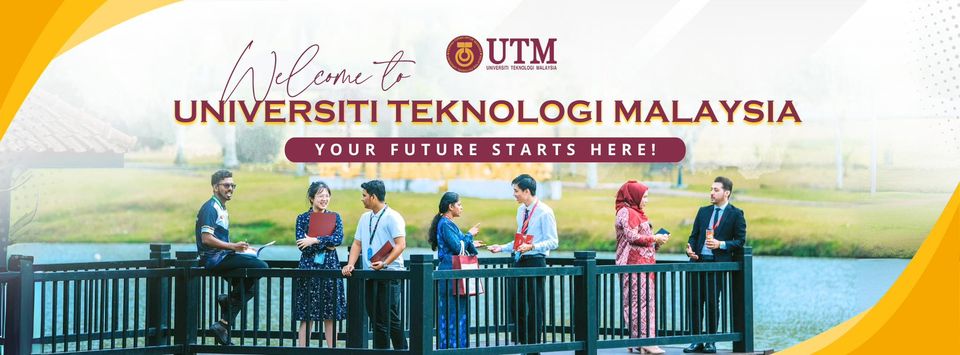 UTM
UNIVERSITI TEKNOLOGI MALAYSIA
Welcome to
UNIVERSITI TEKNOLOGI MALAYSIA
YOUR FUTURE STARTS HERE!